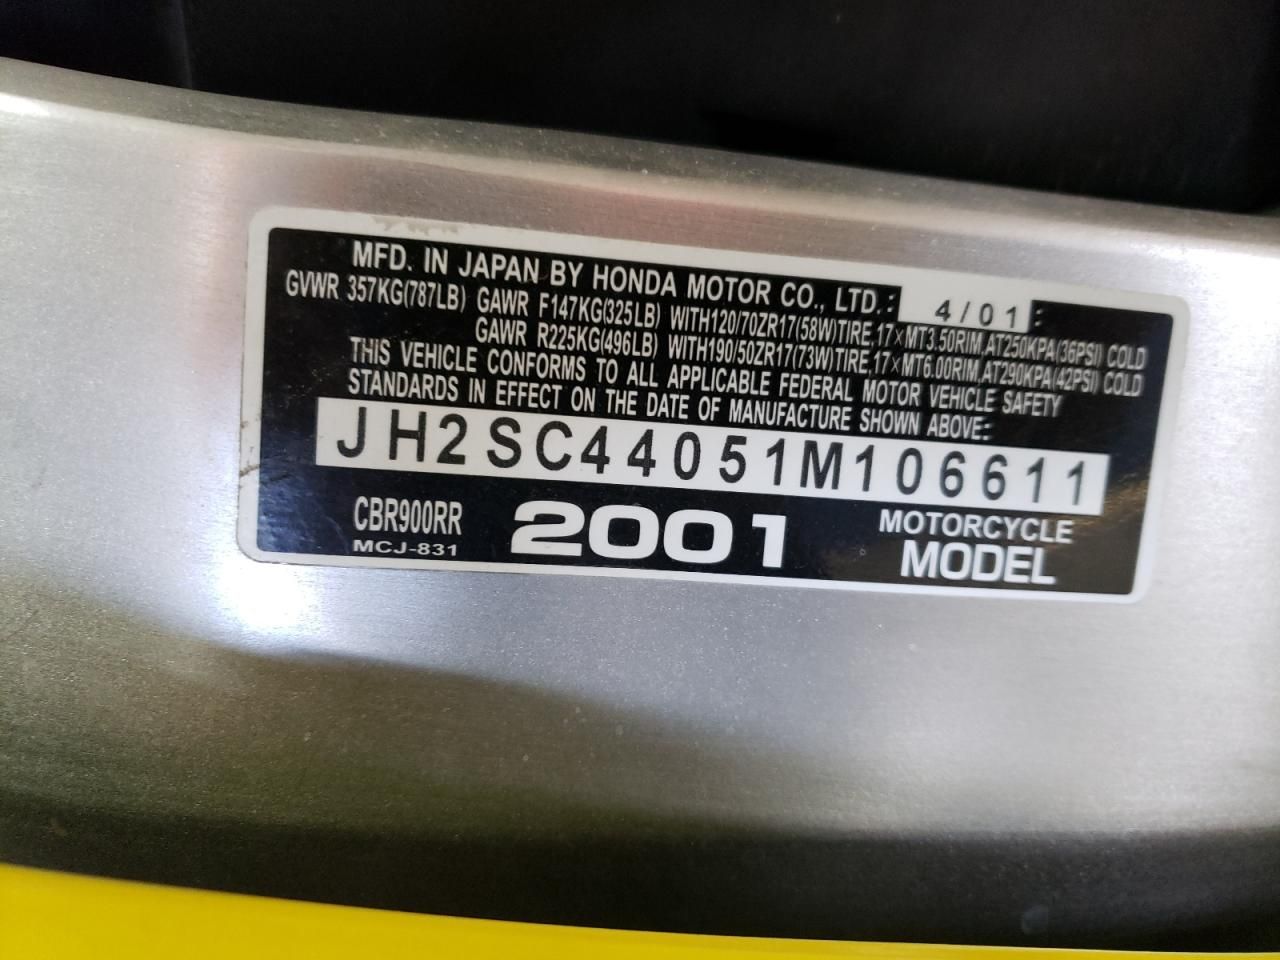 MFD. IN JAPAN BY HONDA MOTOR CO., LTD.: 4/01 :
GVWR 357KG(787LB) GAWR F147KG(325LB) WITH120/70ZR17(58W)TIRE,17×MT3.50RIM,AT250KPA(36PSI) COLD
GAWR R225KG(496LB) WITH190/50ZR17(73W)TIRE,17×MT6.00RIM,AT290KPA(42PSI) COLD
THIS VEHICLE CONFORMS TO ALL APPLICABLE FEDERAL MOTOR VEHICLE SAFETY
STANDARDS IN EFFECT ON THE DATE OF MANUFACTURE SHOWN ABOVE:
JH2SC44051M106611
CBR900RR 2001 MOTORCYCLE
MCJ-831 MODEL